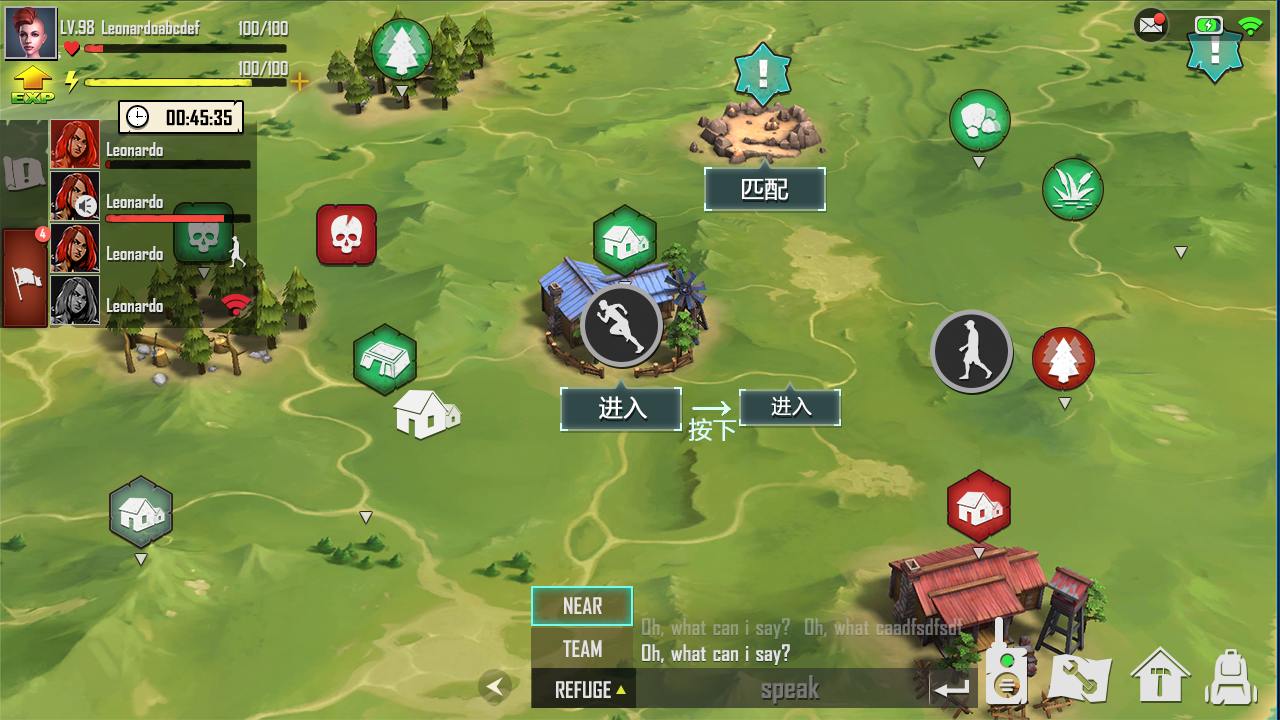 LV.98 Leonardoabcdef 100/100
100/100
EXP
00:45:35
Leonardo
Leonardo
4
Leonardo
Leonardo
匹配
进入
按下
进入
NEAR
Oh, what can i say? Oh, what caadfsdfsdf
TEAM
Oh, what can i say?
REFUGE
speak